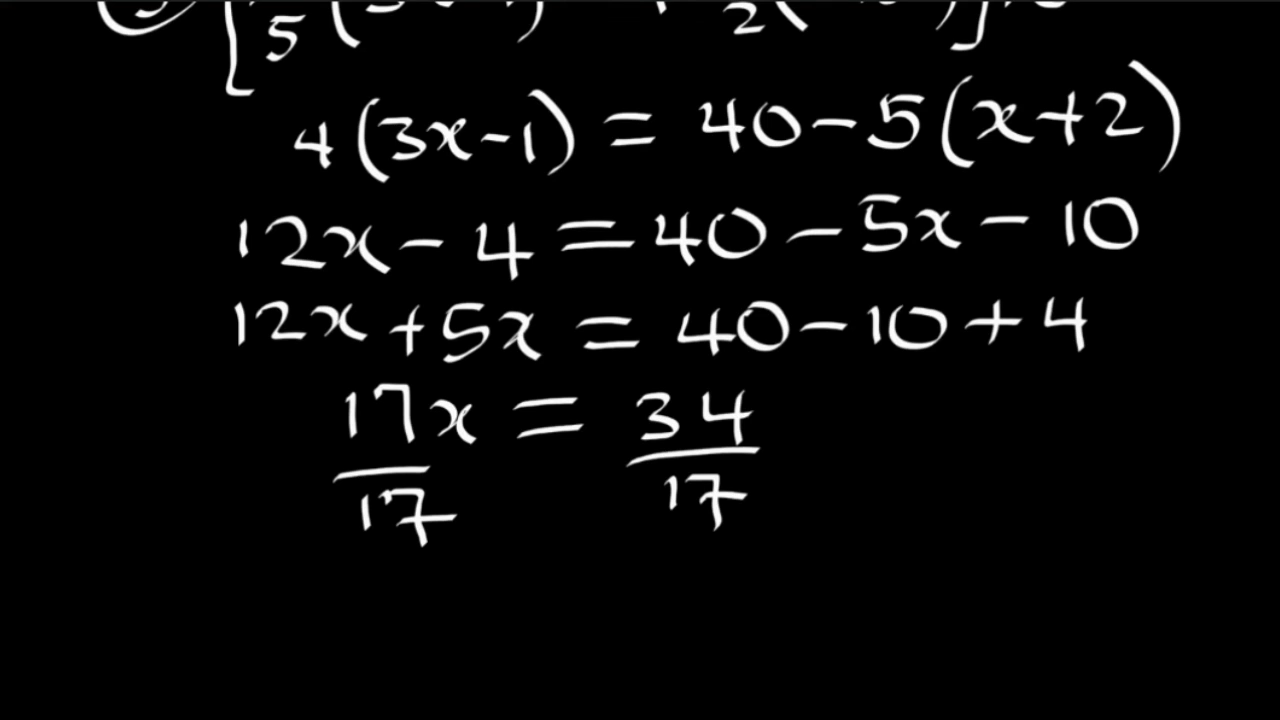 4(3x-1) = 40-5(x+2)
12x - 4 = 40 - 5x - 10
12x + 5x = 40 - 10 + 4
17x = 34
17 17